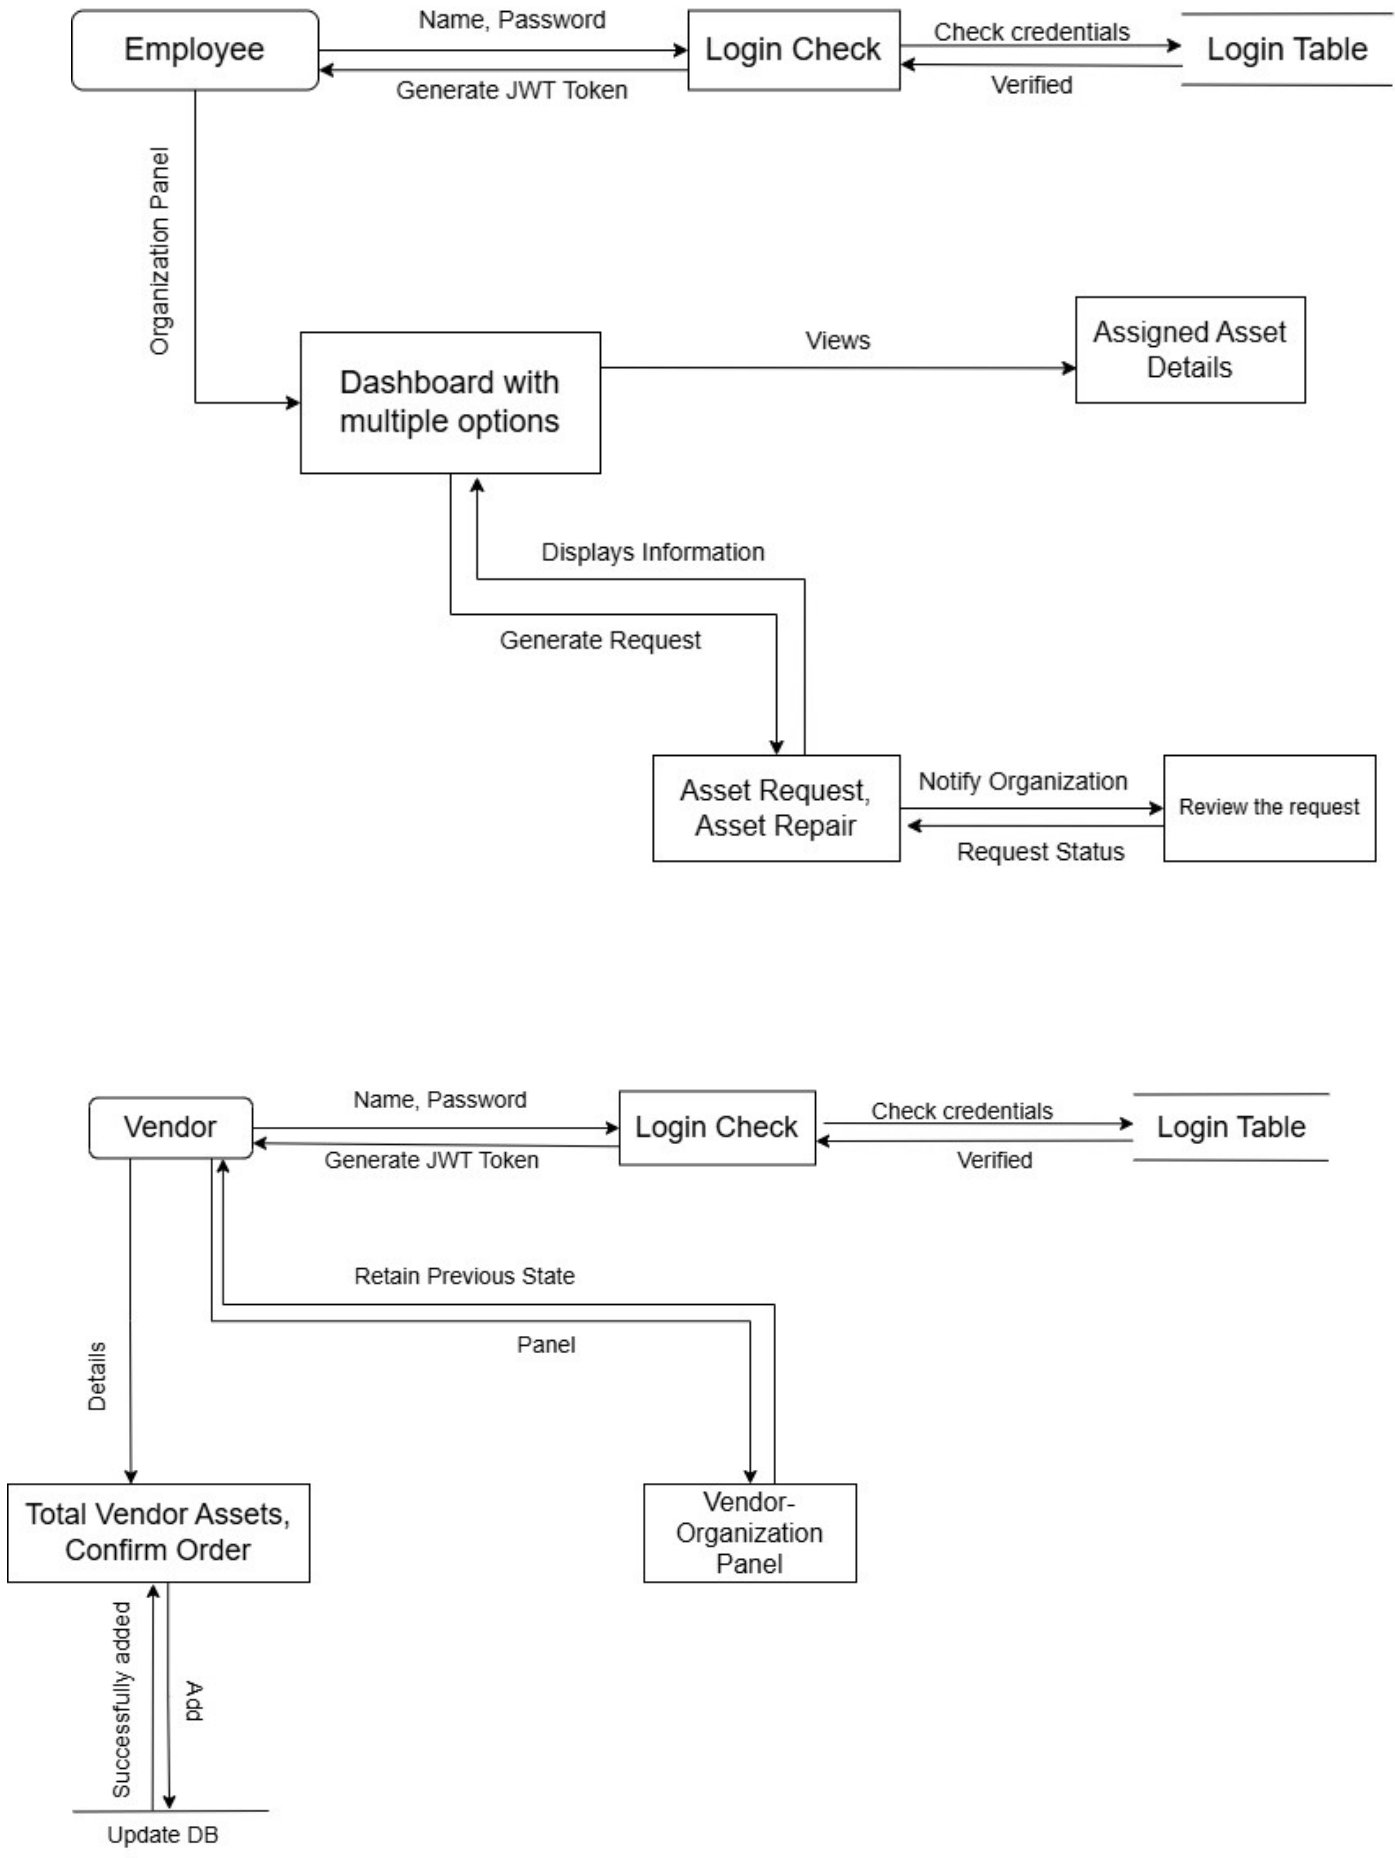 Name, Password
Employee
Login Check
Check credentials
Login Table
Generate JWT Token
Verified
Organization Panel
Views
Assigned Asset
Details
Dashboard with
multiple options
Displays Information
Generate Request
Asset Request,
Asset Repair
Notify Organization
Review the request
Request Status
Name, Password
Vendor
Login Check
Check credentials
Login Table
Generate JWT Token
Verified
Retain Previous State
Panel
Details
Total Vendor Assets,
Confirm Order
Vendor-
Organization
Panel
Successfully added
Add
Update DB